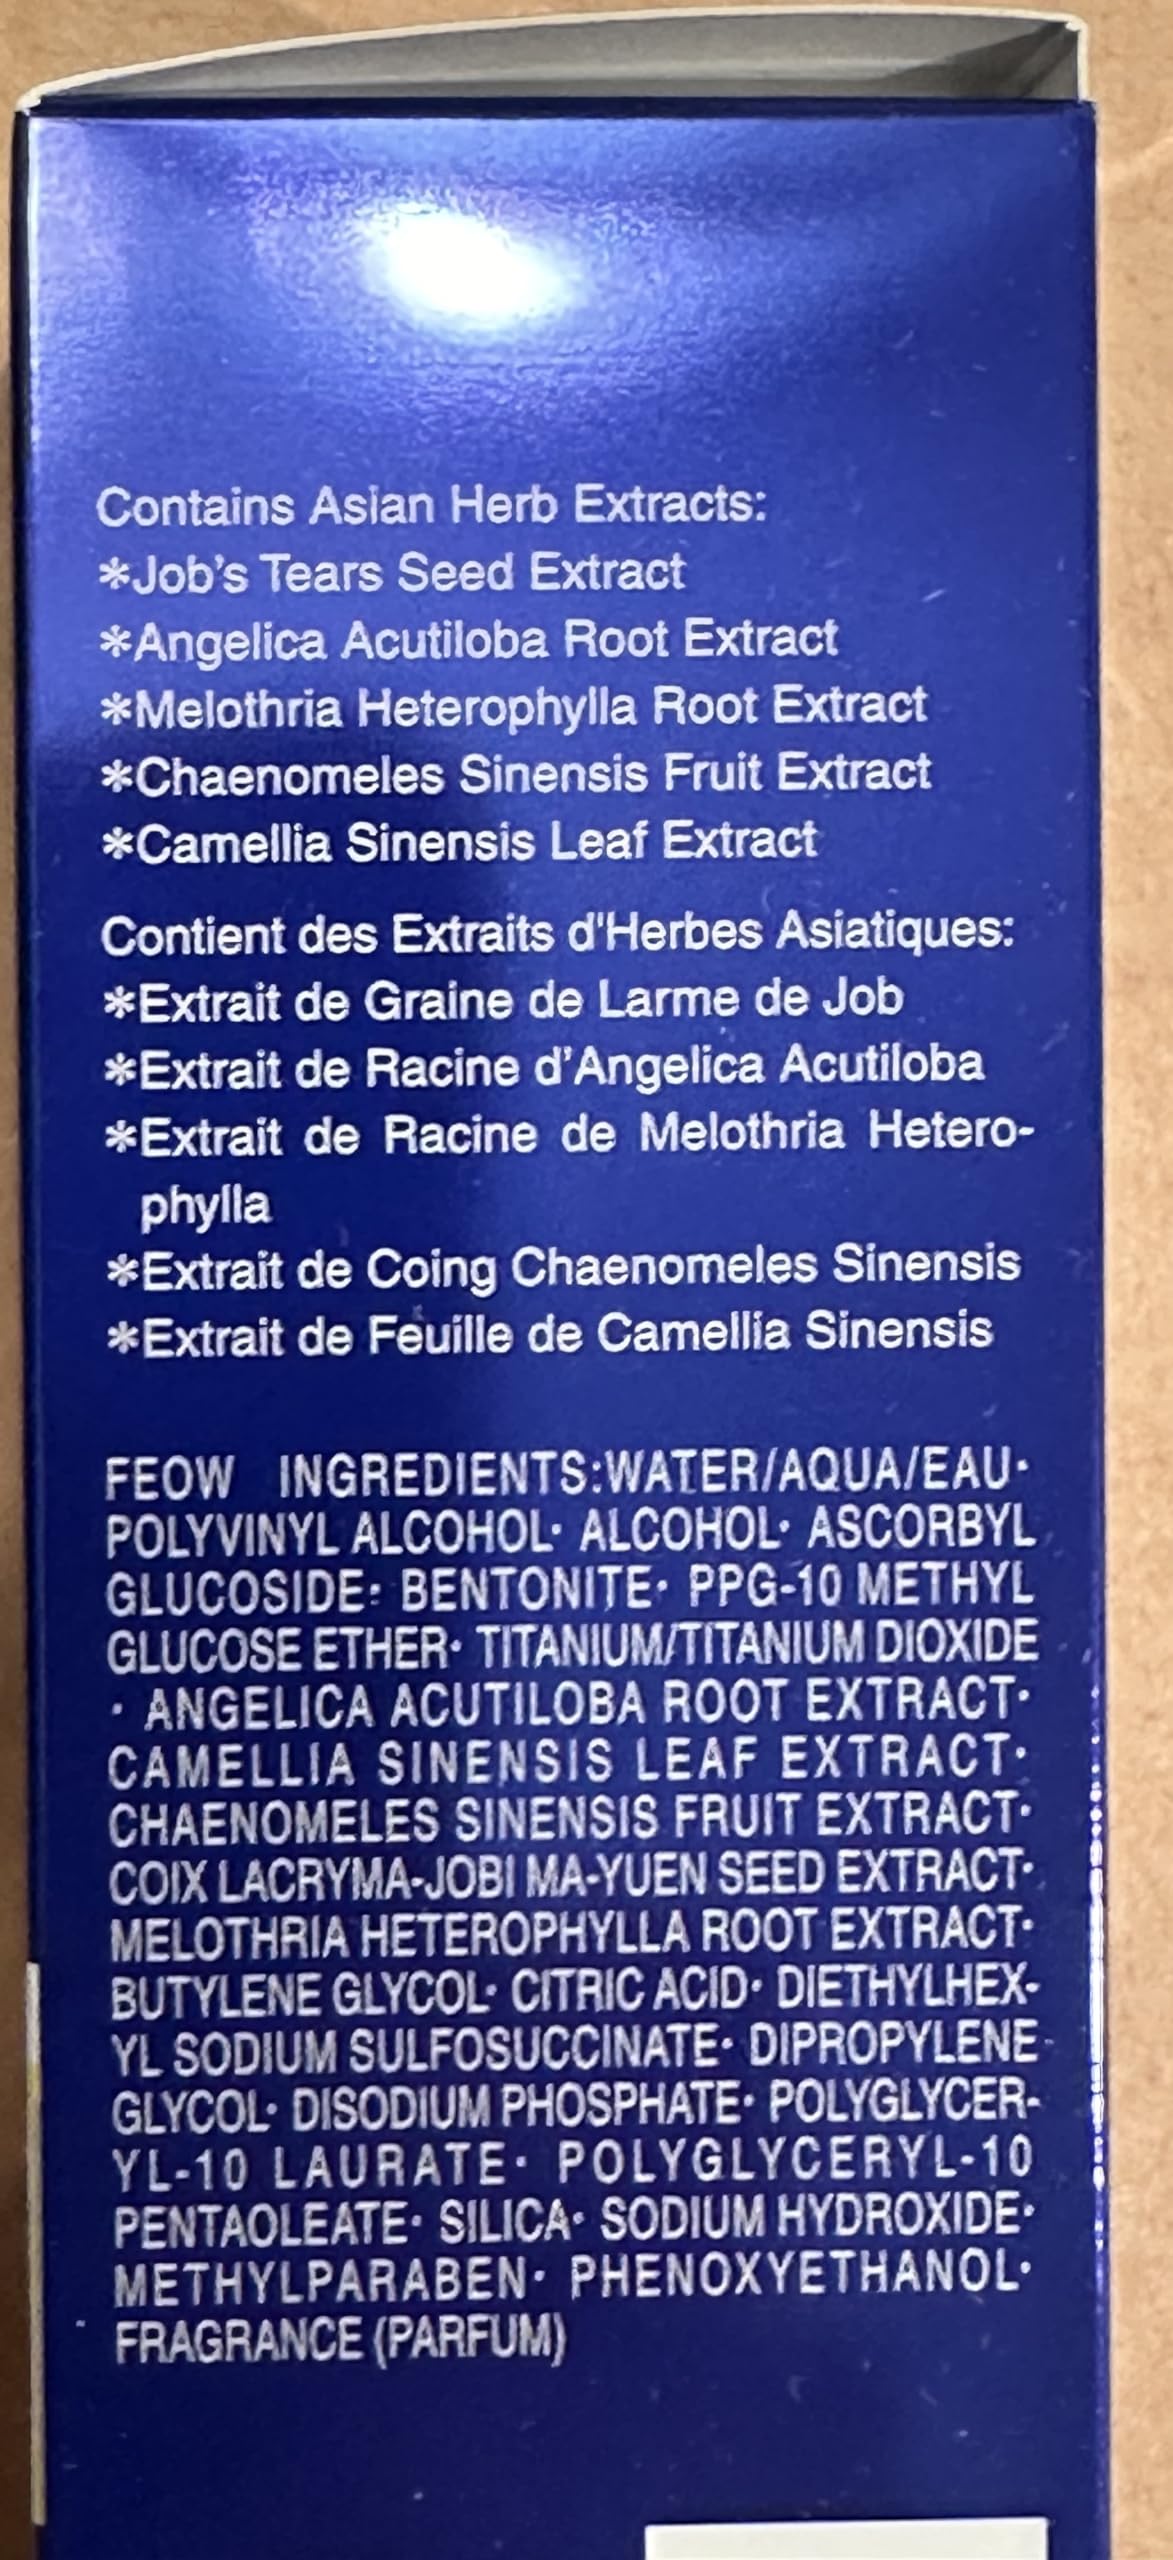 Contains Asian Herb Extracts:
*Job's Tears Seed Extract
*Angelica Acutiloba Root Extract
*Melothria Heterophylla Root Extract
*Chaenomeles Sinensis Fruit Extract
*Camellia Sinensis Leaf Extract
Contient des Extraits d'Herbes Asiatiques:
*Extrait de Graine de Larme de Job
*Extrait de Racine d'Angelica Acutiloba
*Extrait de Racine de Melothria Hetero-
phylla
*Extrait de Coing Chaenomeles Sinensis
*Extrait de Feuille de Camellia Sinensis
FEOW INGREDIENTS:WATER/AQUA/EAU·
POLYVINYL ALCOHOL· ALCOHOL· ASCORBYL
GLUCOSIDE· BENTONITE· PPG-10 METHYL
GLUCOSE ETHER· TITANIUM/TITANIUM DIOXIDE
· ANGELICA ACUTILOBA ROOT EXTRACT·
CAMELLIA SINENSIS LEAF EXTRACT·
CHAENOMELES SINENSIS FRUIT EXTRACT·
COIX LACRYMA-JOBI MA-YUEN SEED EXTRACT·
MELOTHRIA HETEROPHYLLA ROOT EXTRACT·
BUTYLENE GLYCOL· CITRIC ACID· DIETHYLHEX-
YL SODIUM SULFOSUCCINATE· DIPROPYLENE
GLYCOL· DISODIUM PHOSPHATE· POLYGLYCER-
YL-10 LAURATE· POLYGLYCERYL-10
PENTAOLEATE· SILICA· SODIUM HYDROXIDE·
METHYLPARABEN· PHENOXYETHANOL·
FRAGRANCE (PARFUM)